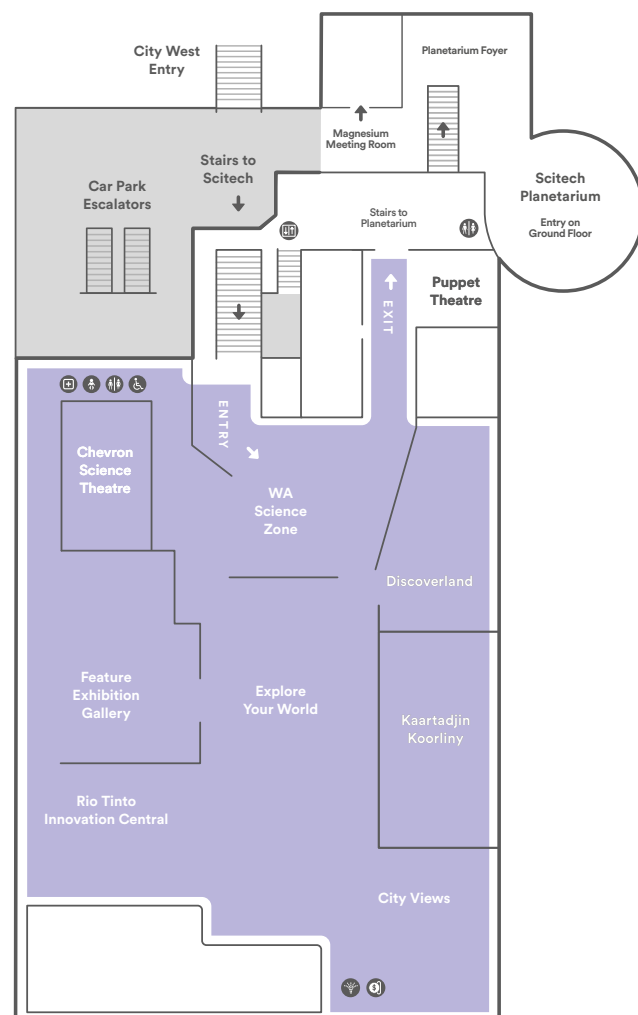 City West
Entry
Planetarium Foyer
Magnesium
Meeting Room
Stairs to
Scitech
Car Park
Escalators
Scitech
Planetarium
Entry on
Ground Floor
Stairs to
Planetarium
Puppet
Theatre
EXIT
ENTRY
Chevron
Science
Theatre
WA
Science
Zone
Discoverland
Feature
Exhibition
Gallery
Explore
Your World
Kaartadjin
Koorliny
Rio Tinto
Innovation Central
City Views
$